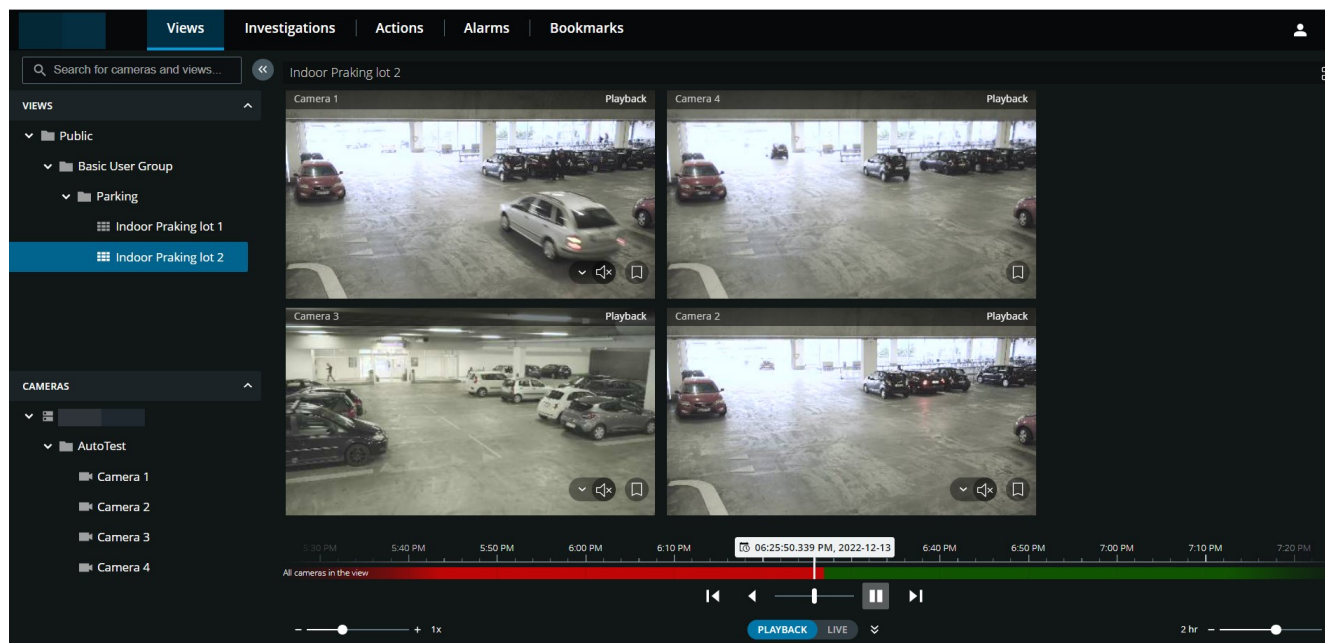 Views Investigations Actions Alarms Bookmarks
Search for cameras and views...
Indoor Praking lot 2
VIEWS
Public
Basic User Group
Parking
Indoor Praking lot 1
Indoor Praking lot 2
Camera 1 Playback
Camera 4 Playback
Camera 3 Playback
Camera 2 Playback
CAMERAS
AutoTest
Camera 1
Camera 2
Camera 3
Camera 4
5:30 PM 5:40 PM 5:50 PM 6:00 PM 6:10 PM 06:25:50.339 PM, 2022-12-13 6:40 PM 6:50 PM 7:00 PM 7:10 PM 7:20 PM
All cameras in the view
1x PLAYBACK LIVE 2 hr